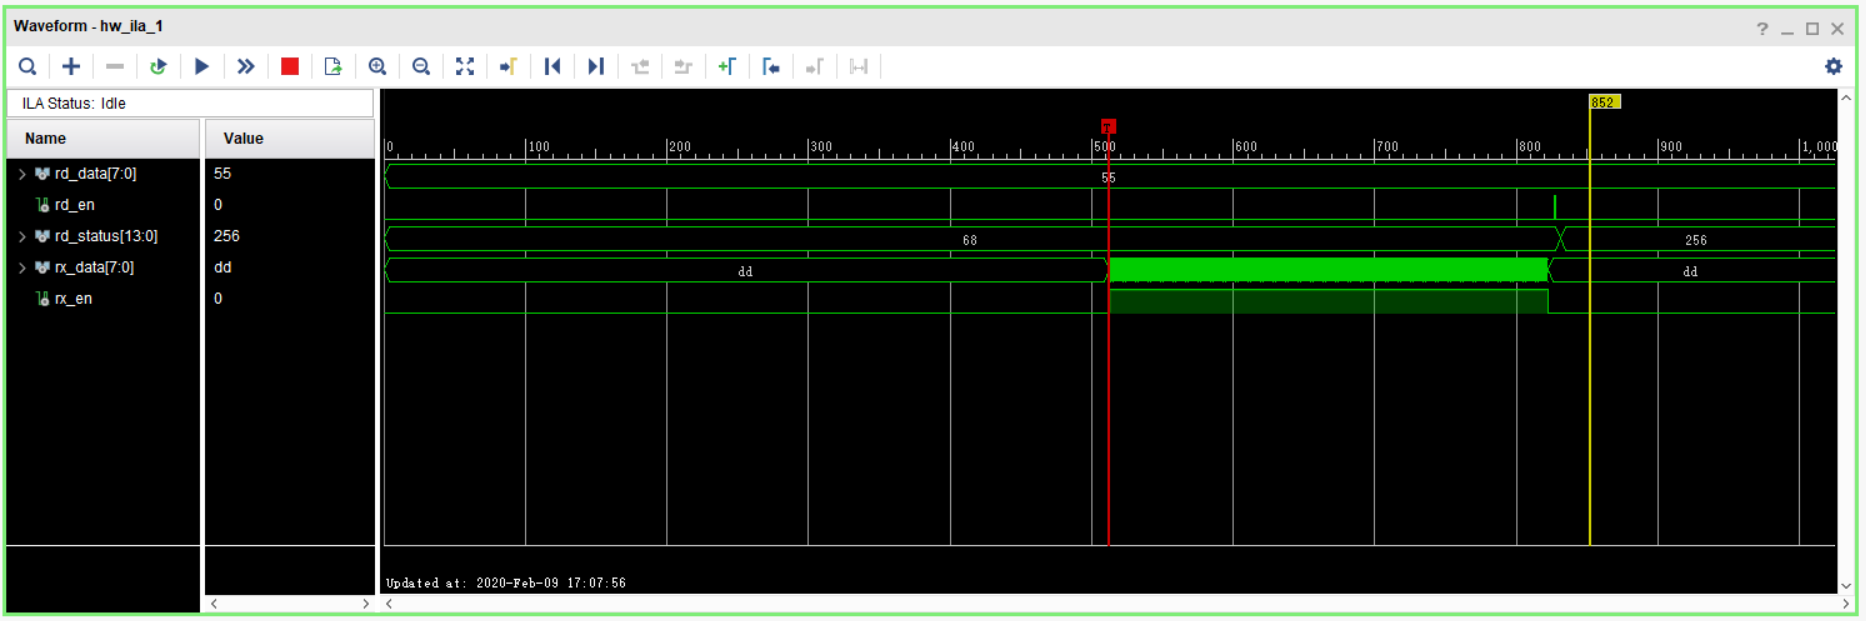 Waveform - hw_ila_1
ILA Status: Idle
Name Value
852
T
0 100 200 300 400 500 600 700 800 900 1,000
rd_data[7:0] 55 55
rd_en 0
rd_status[13:0] 256 68 256
rx_data[7:0] dd dd dd
rx_en 0
Updated at: 2020-Feb-09 17:07:56